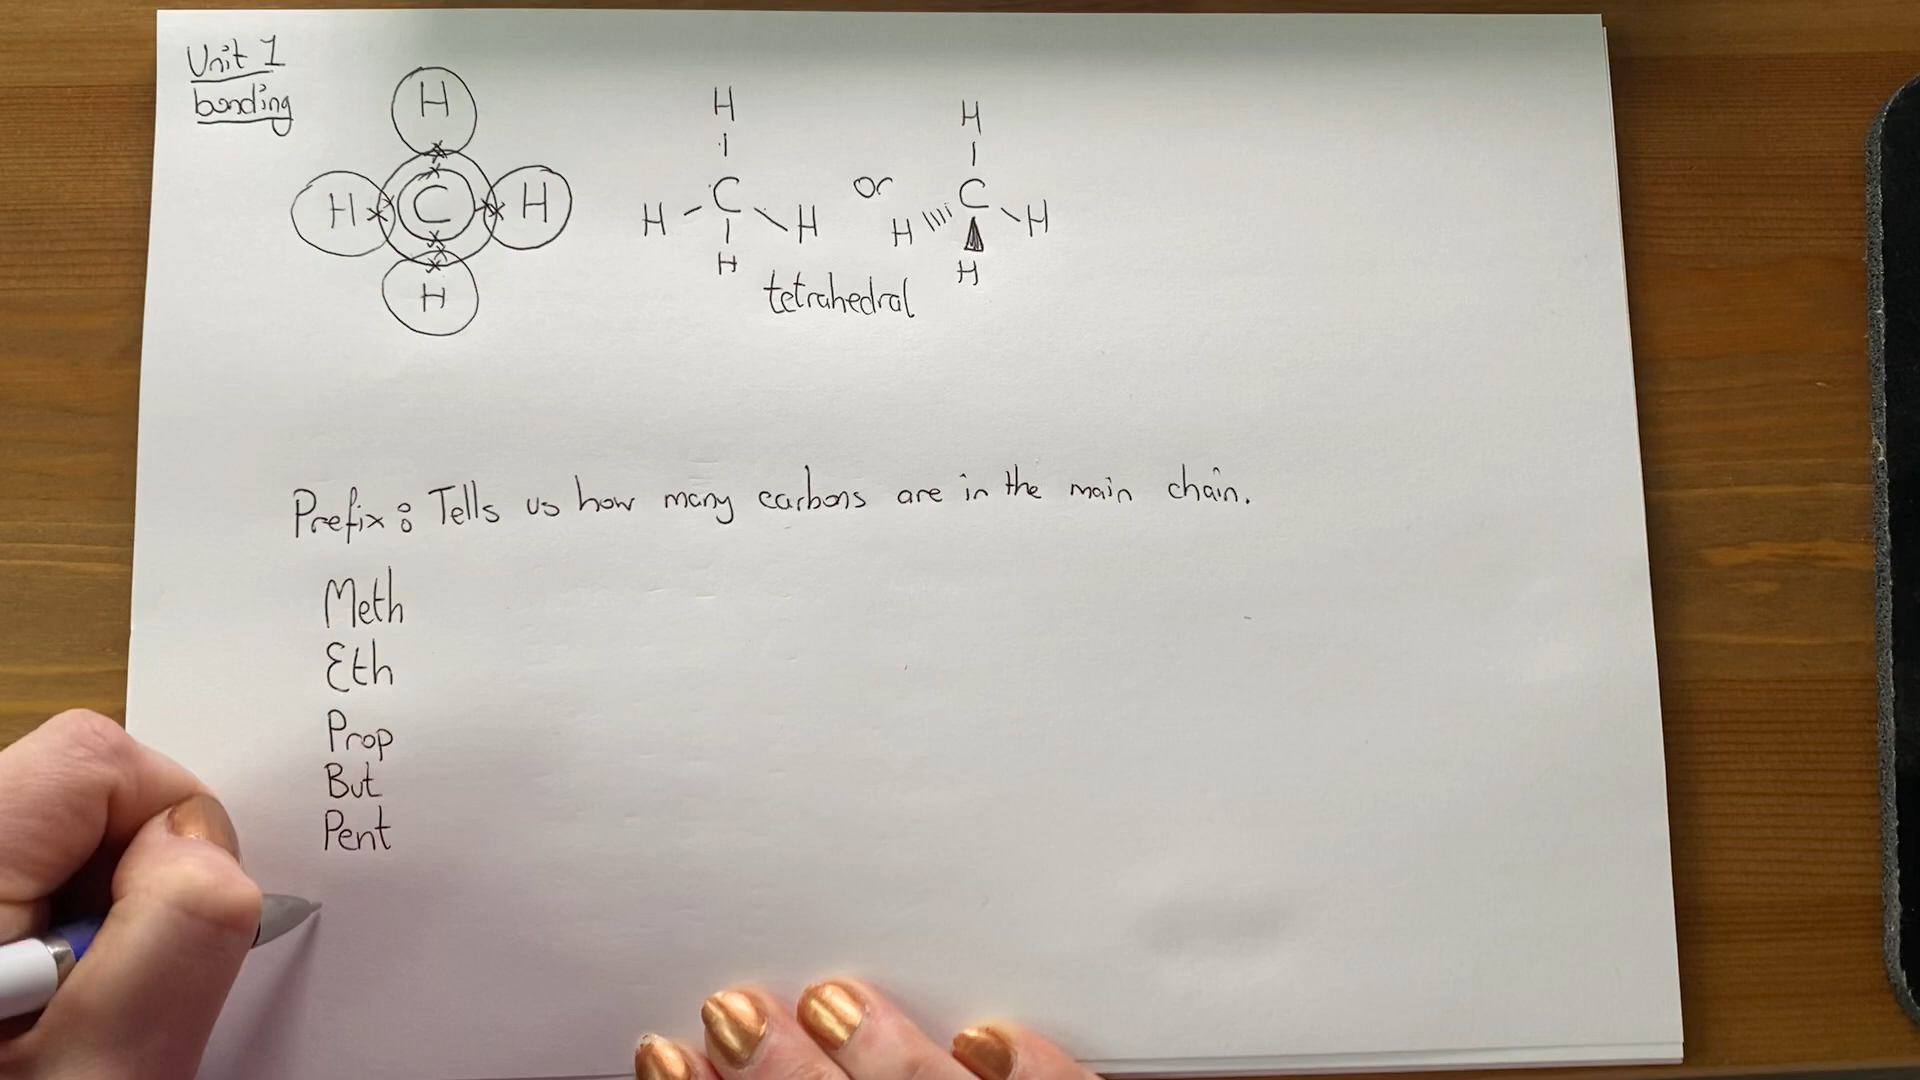 Unit 1
bonding
H
H C H
H
H
H C H
H
or
H
C
H H
H
tetrahedral
Prefix: Tells us how many carbons are in the main chain.
Meth
Eth
Prop
But
Pent